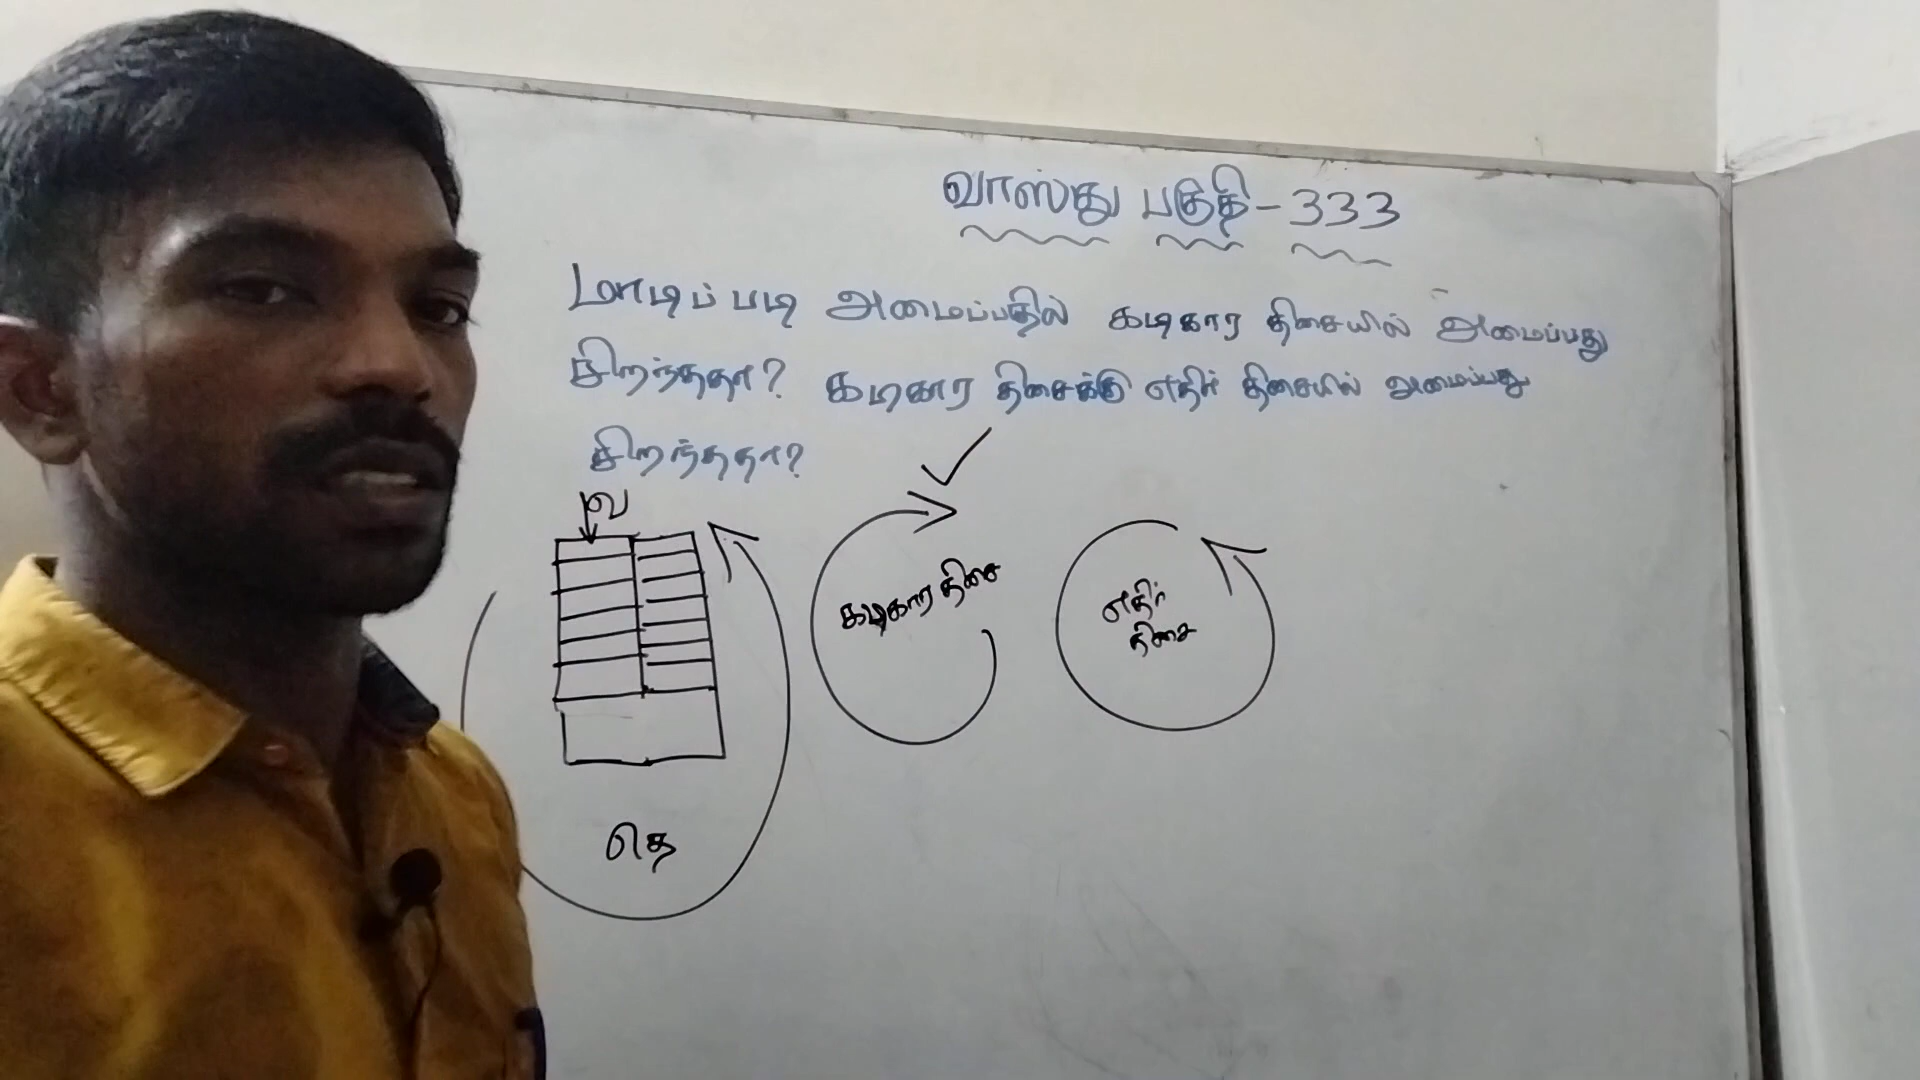 வாஸ்து பகுதி - 333
மாடிப்படி அமைப்பதில் கடிகார திசையில் அமைப்பது
சிறந்ததா? கடிகார திசைக்கு எதிர் திசையில் அமைப்பது
சிறந்ததா?
வ
கடிகார திசை
எதிர்
திசை
தெ